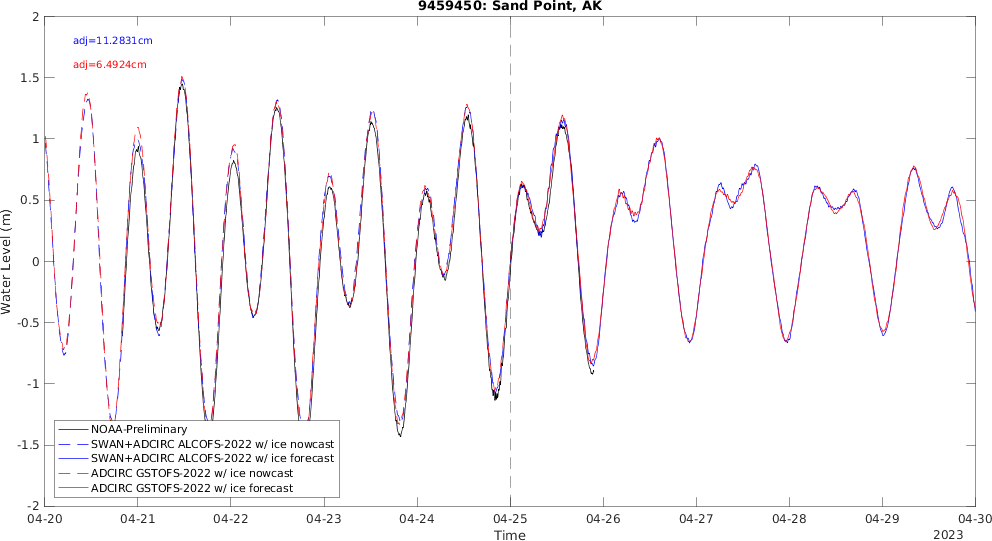 9459450: Sand Point, AK
2
adj=11.2831cm
adj=6.4924cm
1.5
1
0.5
0
-0.5
-1
-1.5
-2
Water Level (m)
NOAA-Preliminary
SWAN+ADCIRC ALCOFS-2022 w/ ice nowcast
SWAN+ADCIRC ALCOFS-2022 w/ ice forecast
ADCIRC GSTOFS-2022 w/ ice nowcast
ADCIRC GSTOFS-2022 w/ ice forecast
04-20 04-21 04-22 04-23 04-24 04-25 04-26 04-27 04-28 04-29 04-30
Time
2023